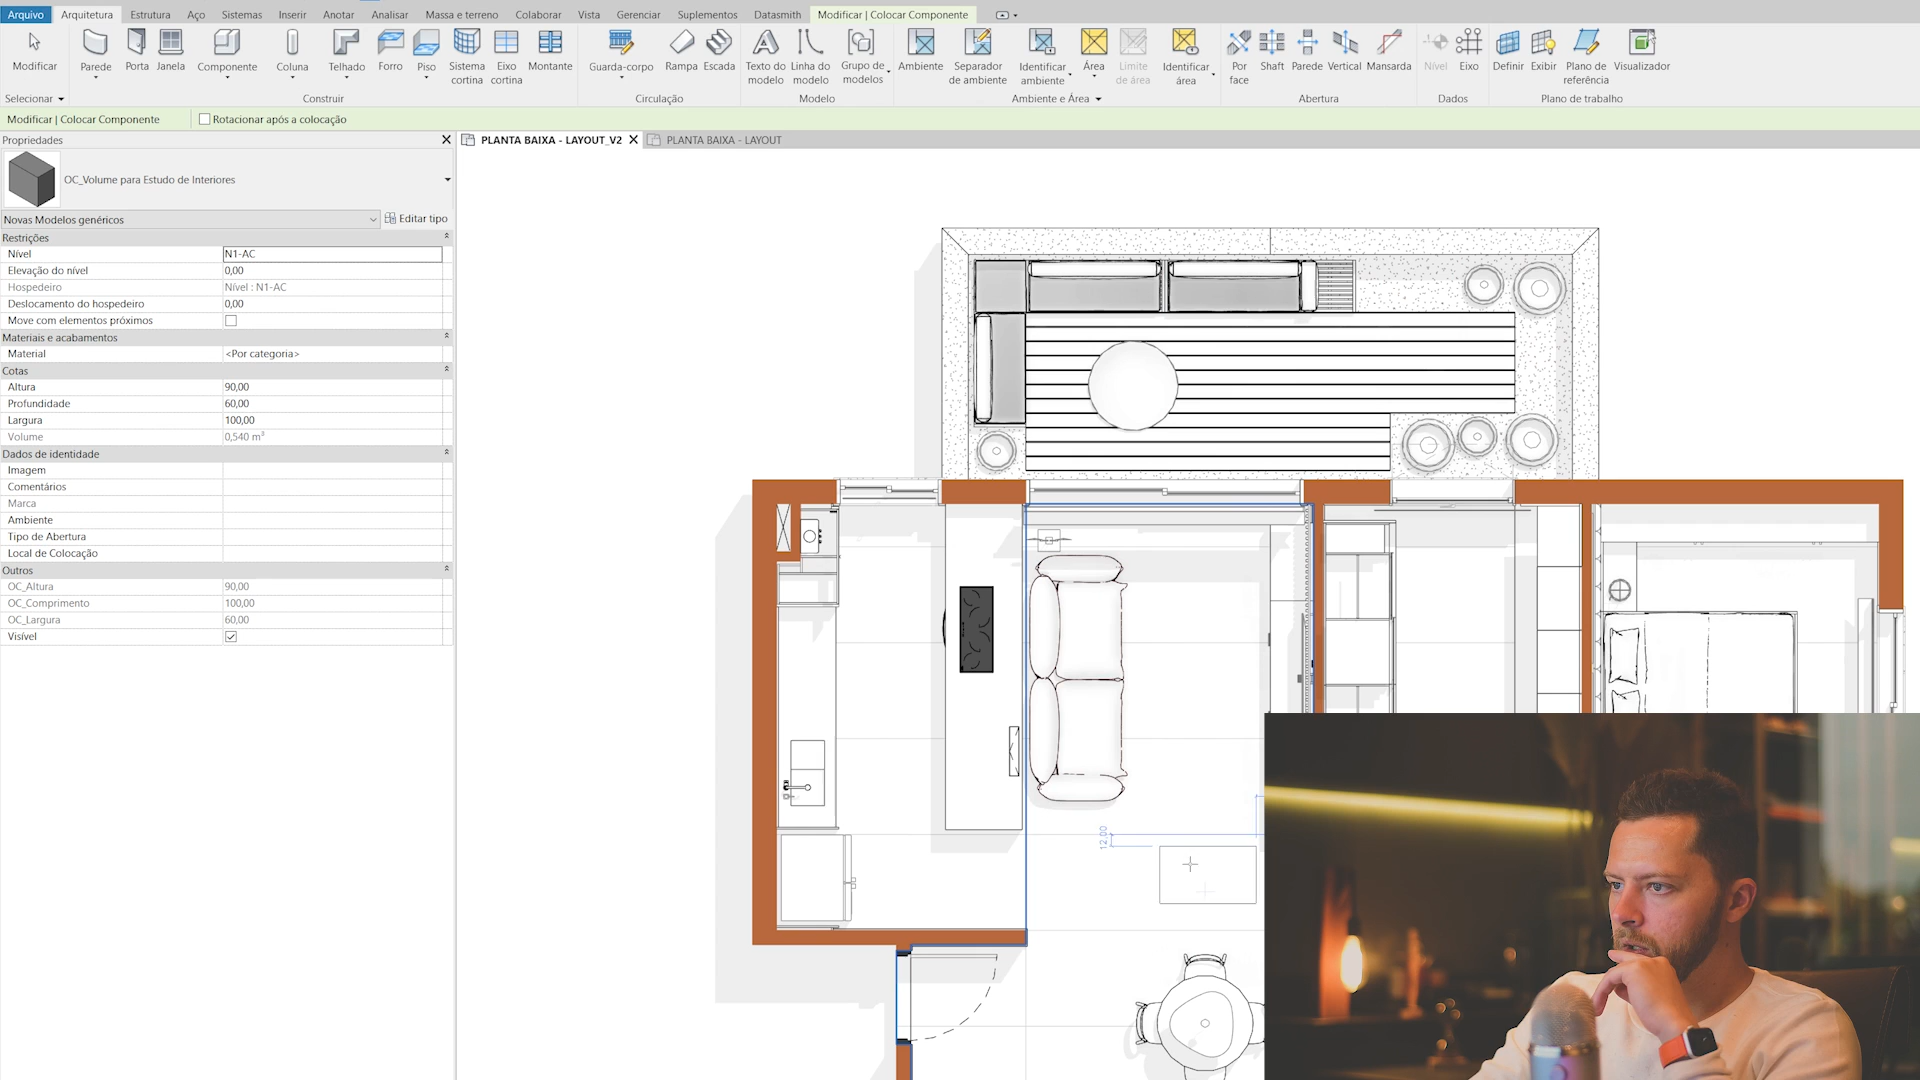 Arquivo Arquitetura Estrutura Aço Sistemas Inserir Anotar Analisar Massa e terreno Colaborar Vista Gerenciar Suplementos Datasmith Modificar | Colocar Componente
Modificar Parede Porta Janela Componente Coluna Telhado Forro Piso Sistema cortina Eixo cortina Montante Guarda-corpo Rampa Escada Texto do modelo Linha do modelo Grupo de modelos Ambiente Separador de ambiente Identificar ambiente Área Limite de área Identificar área Por face Shaft Parede Vertical Mansarda Nível Eixo Definir Exibir Plano de referência Visualizador
Selecionar Construir Circulação Modelo Ambiente e Área Abertura Dados Plano de trabalho
Modificar | Colocar Componente Rotacionar após a colocação
Propriedades
PLANTA BAIXA - LAYOUT_V2 PLANTA BAIXA - LAYOUT
OC_Volume para Estudo de Interiores
Novas Modelos genéricos Editar tipo
Restrições
Nível N1-AC
Elevação do nível 0,00
Hospedeiro Nível : N1-AC
Deslocamento do hospedeiro 0,00
Move com elementos próximos
Materiais e acabamentos
Material <Por categoria>
Cotas
Altura 90,00
Profundidade 60,00
Largura 100,00
Volume 0,540 m³
Dados de identidade
Imagem
Comentários
Marca
Ambiente
Tipo de Abertura
Local de Colocação
Outros
OC_Altura 90,00
OC_Comprimento 100,00
OC_Largura 60,00
Visível
12,00